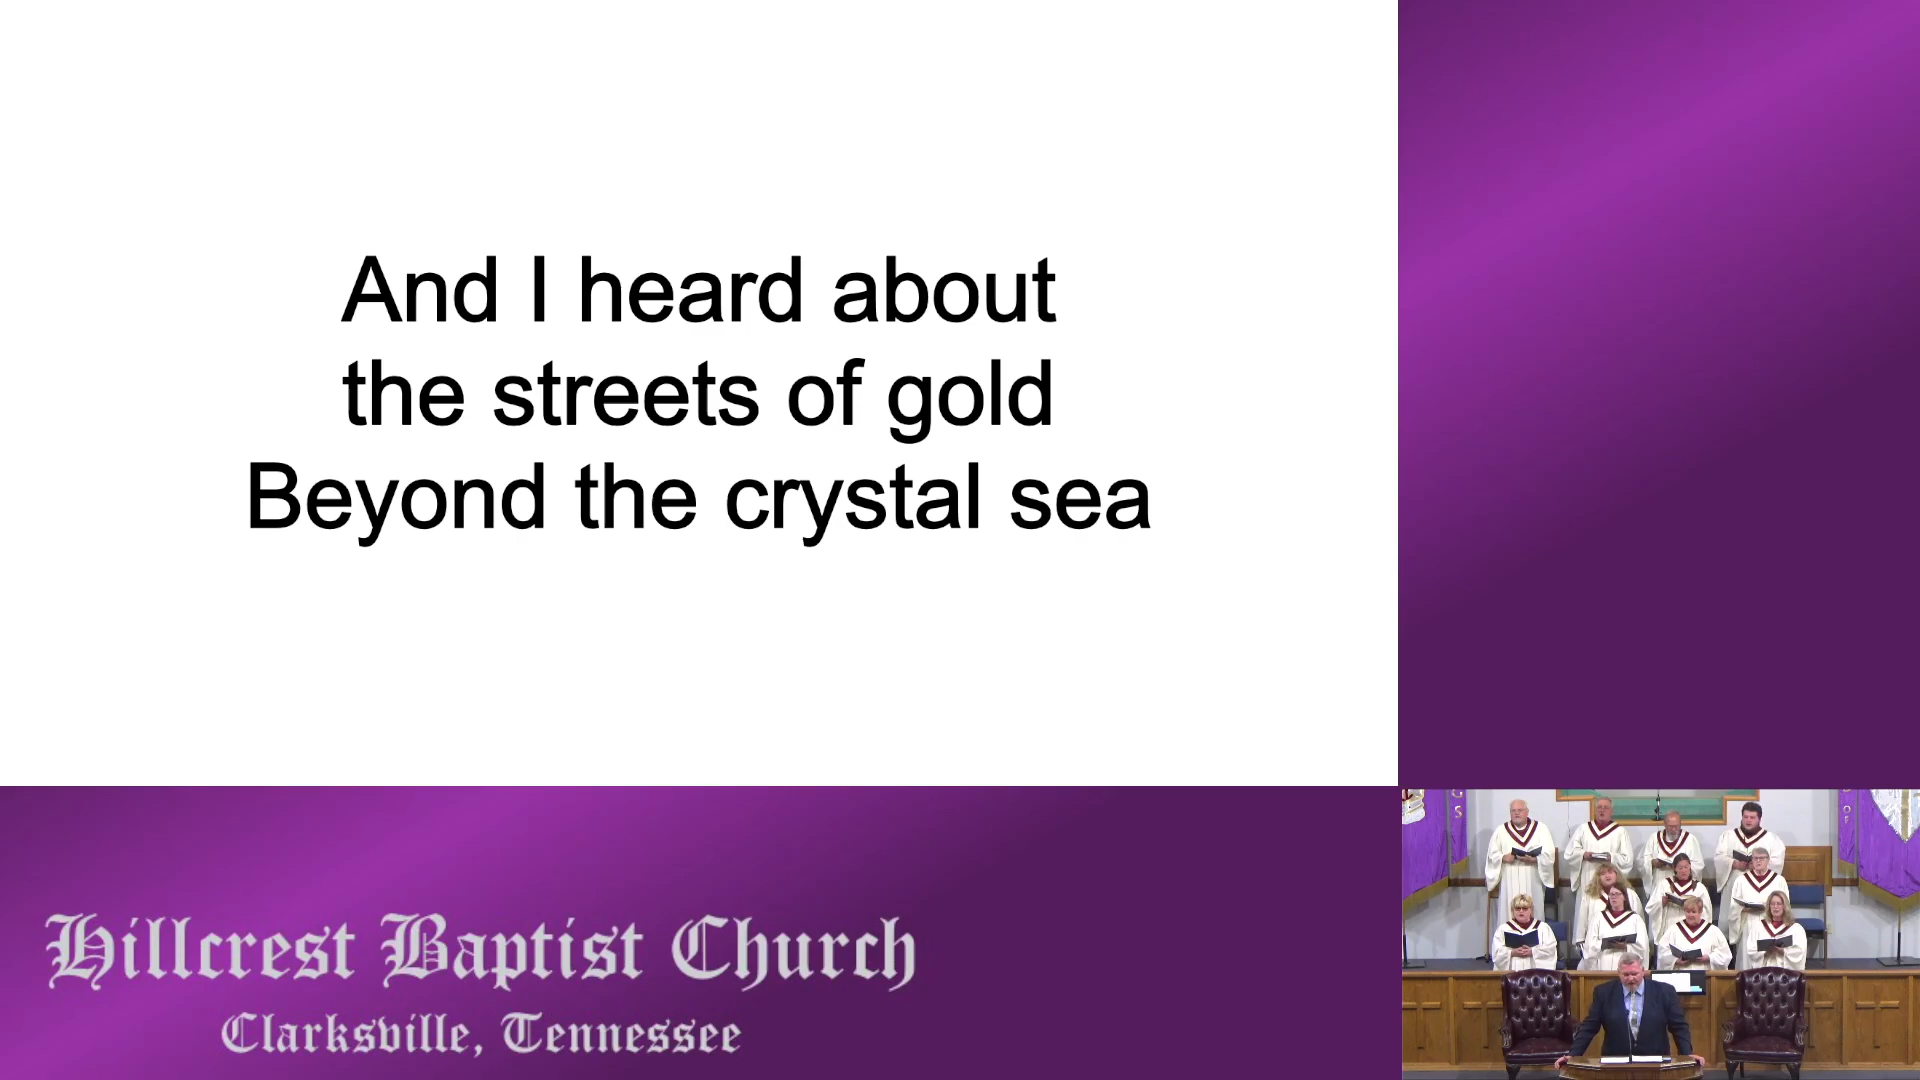 And I heard about
the streets of gold
Beyond the crystal sea
Hillcrest Baptist Church
Clarksville, Tennessee